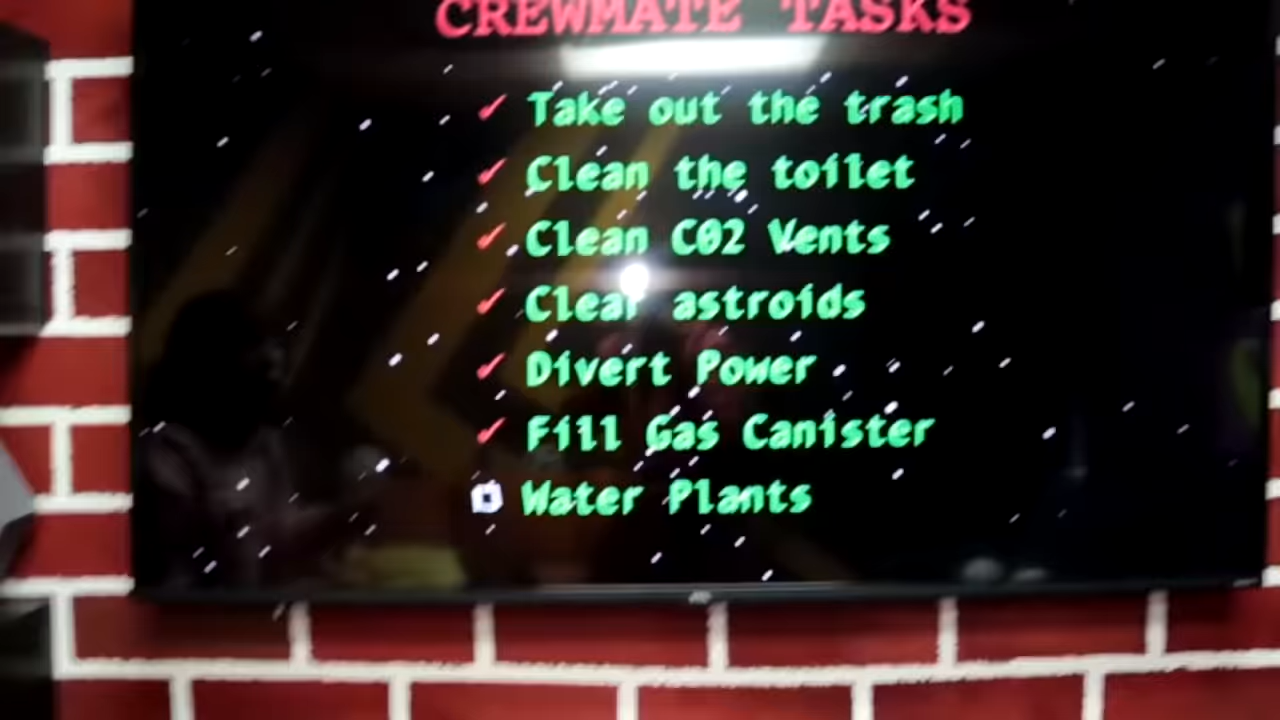 CREWMATE TASKS
Take out the trash
Clean the toilet
Clean C02 Vents
Clear astroids
Divert Power
Fill Gas Canister
Water Plants